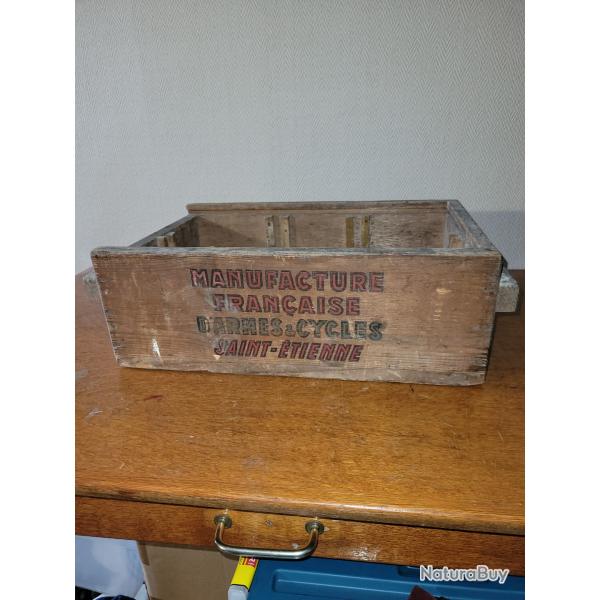 MANUFACTURE
FRANÇAISE
D'ARMES & CYCLES
SAINT-ÉTIENNE
NaturaBuy